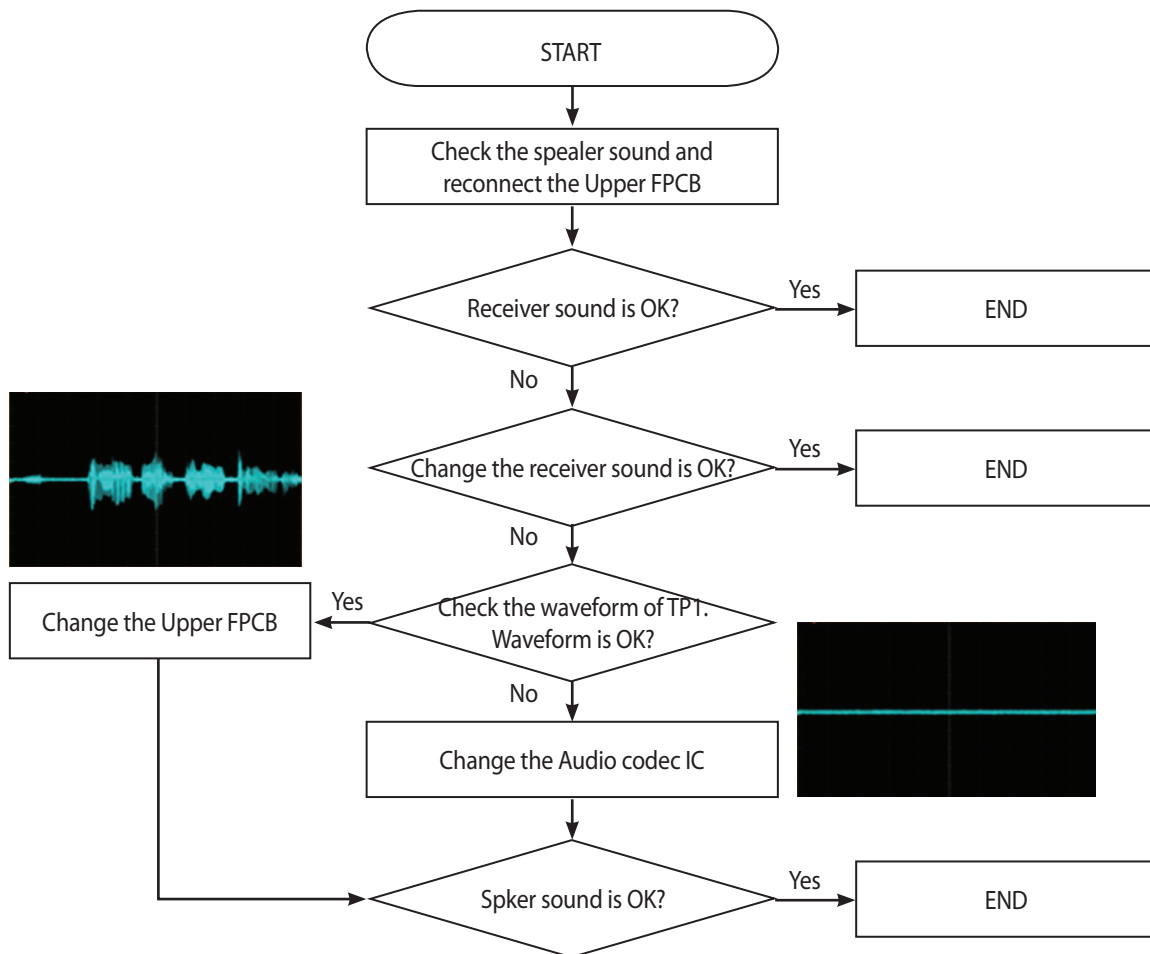 START
Check the spealer sound and
reconnect the Upper FPCB
Receiver sound is OK?
Yes
END
No
Change the receiver sound is OK?
Yes
END
No
Check the waveform of TP1.
Waveform is OK?
Yes
Change the Upper FPCB
No
Change the Audio codec IC
Spker sound is OK?
Yes
END